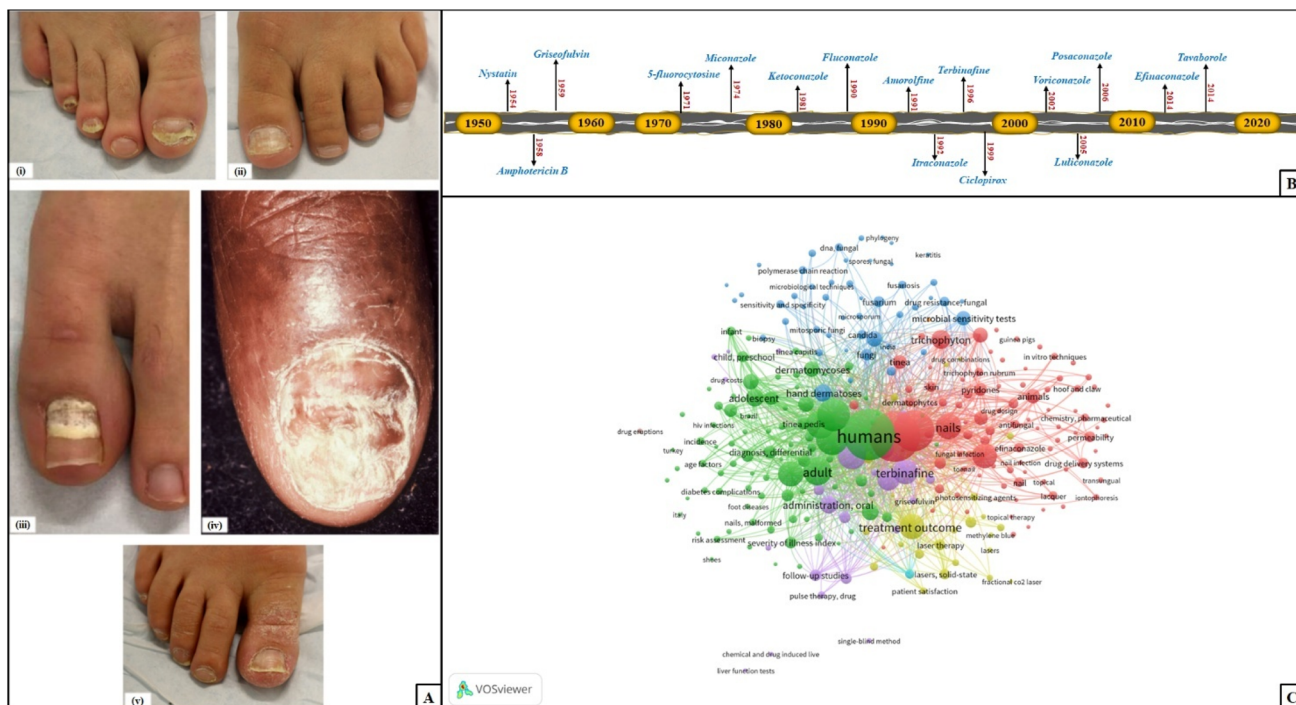 (i)
(ii)
(iii)
(iv)
(v)
A
Nystatin
1954
Griseofulvin
1959
5-fluorocytosine
1971
Miconazole
1974
Ketoconazole
1981
Fluconazole
1990
Amorolfine
1991
Terbinafine
1996
Voriconazole
2002
Posaconazole
2006
Efinaconazole
2014
Tavaborole
2014
1950
1960
1970
1980
1990
2000
2010
2020
1958
Amphotericin B
1992
Itraconazole
1999
Ciclopirox
2005
Luliconazole
B
phylogeny
dna, fungal
keratitis
spores, fungal
polymerase chain reaction
microbiological techniques
fusariosis
sensitivity and specificity
fusarium
drug resistance, fungal
microsporum
microbial sensitivity tests
infant
mitosporic fungi
candida
biopsy
india
trichophyton
guinea pigs
child, preschool
tinea capitis
fungi
tinea
drug combinations
in vitro techniques
dermatomycoses
trichophyton rubrum
drug costs
skin
pyridones
hoof and claw
adolescent
hand dermatoses
dermatophytes
animals
drug design
brazil
tinea pedis
chemistry, pharmaceutical
hiv infections
antifungal
drug eruptions
humans
nails
permeability
incidence
turkey
diagnosis, differential
fungal infection
efinaconazole
age factors
tonsail
nail infection
drug delivery systems
adult
terbinafine
nail
topical
transungual
diabetes complications
griseofulvin
photosensitizing agents
lacquer
iontophoresis
foot diseases
administration, oral
italy
nails, malformed
treatment outcome
topical therapy
risk assessment
severity of illness index
methylene blue
laser therapy
lasers
shoes
follow-up studies
lasers, solid-state
fractional co2 laser
pulse therapy, drug
patient satisfaction
single-blind method
chemical and drug induced live
liver function tests
VOSviewer
C